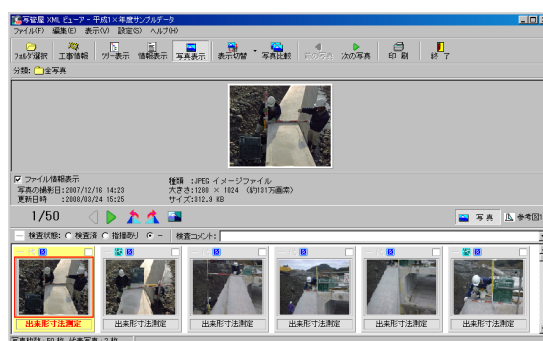 写管屋 XML ビューアー - 平成1×年度サンプルデータ
ファイル(F) 編集(E) 表示(V) 設定(S) ヘルプ(H)
ﾌｫﾙﾀﾞ選択 工事情報 ﾂﾘｰ表示 情報表示 写真表示 表示切替 写真比較 前の写真 次の写真 印 刷 終 了
分類: 全写真
ファイル情報表示
写真の撮影日:2007/12/16 14:23
更新日時 :2008/03/24 15:25
種類 :JPEG イメージファイル
大きさ:1280 × 1024 (約131万画素)
サイズ:312.9 KB
1/50
写 真 参考図1
検査状態: 検査済 指摘あり - 検査コメント:
出来形寸法測定 出来形寸法測定 出来形寸法測定 出来形寸法測定 出来形寸法測定 出来形寸法測定